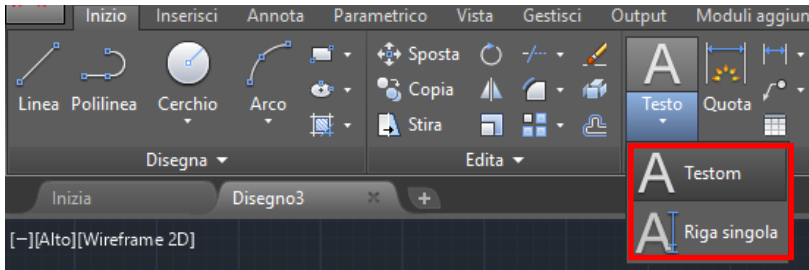 Inizio Inserisci Annota Parametrico Vista Gestisci Output Moduli aggiun
Sposta
Copia
Stira
Linea Polilinea Cerchio Arco
Testo Quota
Disegna Edita
Testom
Riga singola
Inizia Disegno3
[−][Alto][Wireframe 2D]